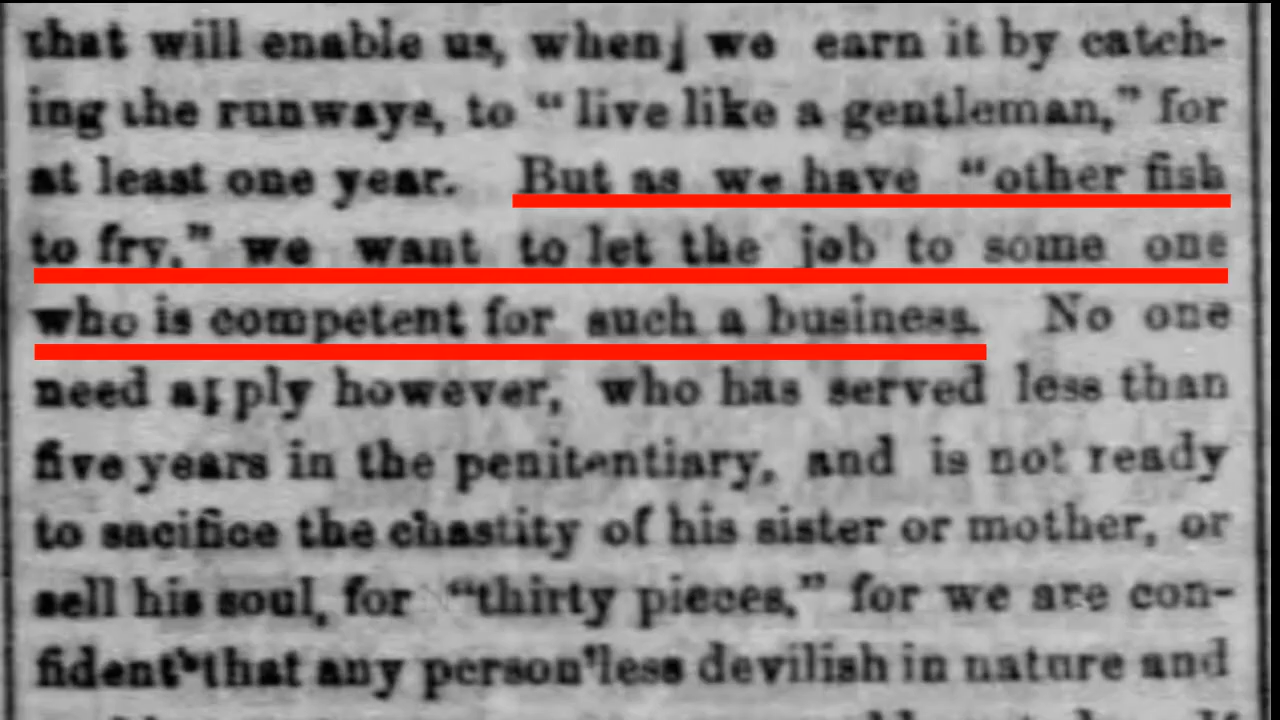 that will enable us, when we earn it by catch-
ing the runways, to "live like a gentleman," for
at least one year. But as we have "other fish
to fry," we want to let the job to some one
who is competent for such a business. No one
need apply however, who has served less than
five years in the penitentiary, and is not ready
to sacifice the chastity of his sister or mother, or
sell his soul, for "thirty pieces," for we are con-
fident that any person less devilish in nature and